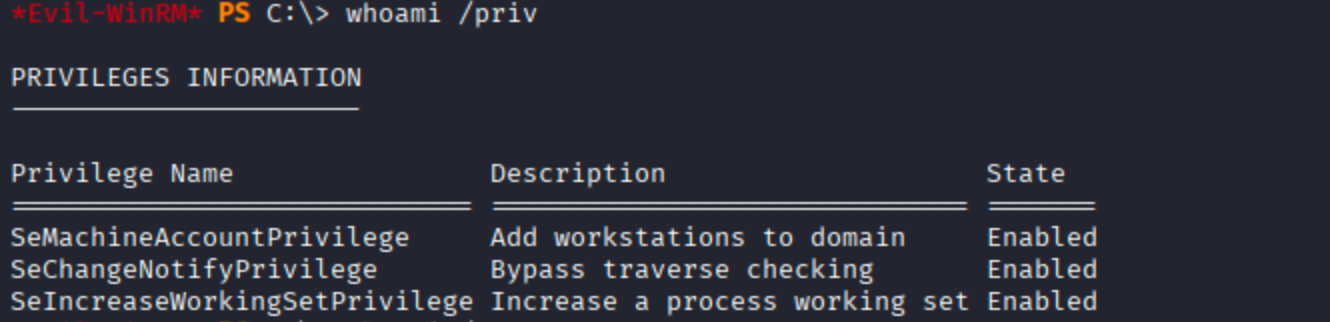 *Evil-WinRM* PS C:\> whoami /priv
PRIVILEGES INFORMATION
Privilege Name Description State
SeMachineAccountPrivilege Add workstations to domain Enabled
SeChangeNotifyPrivilege Bypass traverse checking Enabled
SeIncreaseWorkingSetPrivilege Increase a process working set Enabled